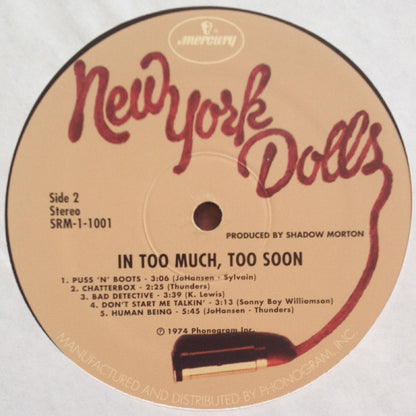 mercury
New York
Dolls
Side 2
Stereo
SRM-1-1001
PRODUCED BY SHADOW MORTON
IN TOO MUCH, TOO SOON
1. PUSS 'N' BOOTS - 3:06 (JoHansen - Sylvain)
2. CHATTERBOX - 2:25 (Thunders)
3. BAD DETECTIVE - 3:39 (K. Lewis)
4. DON'T START ME TALKIN' - 3:13 (Sonny Boy Williamson)
5. HUMAN BEING - 5:45 (JoHansen - Thunders)
℗ 1974 Phonogram Inc.
MANUFACTURED AND DISTRIBUTED BY PHONOGRAM, INC.